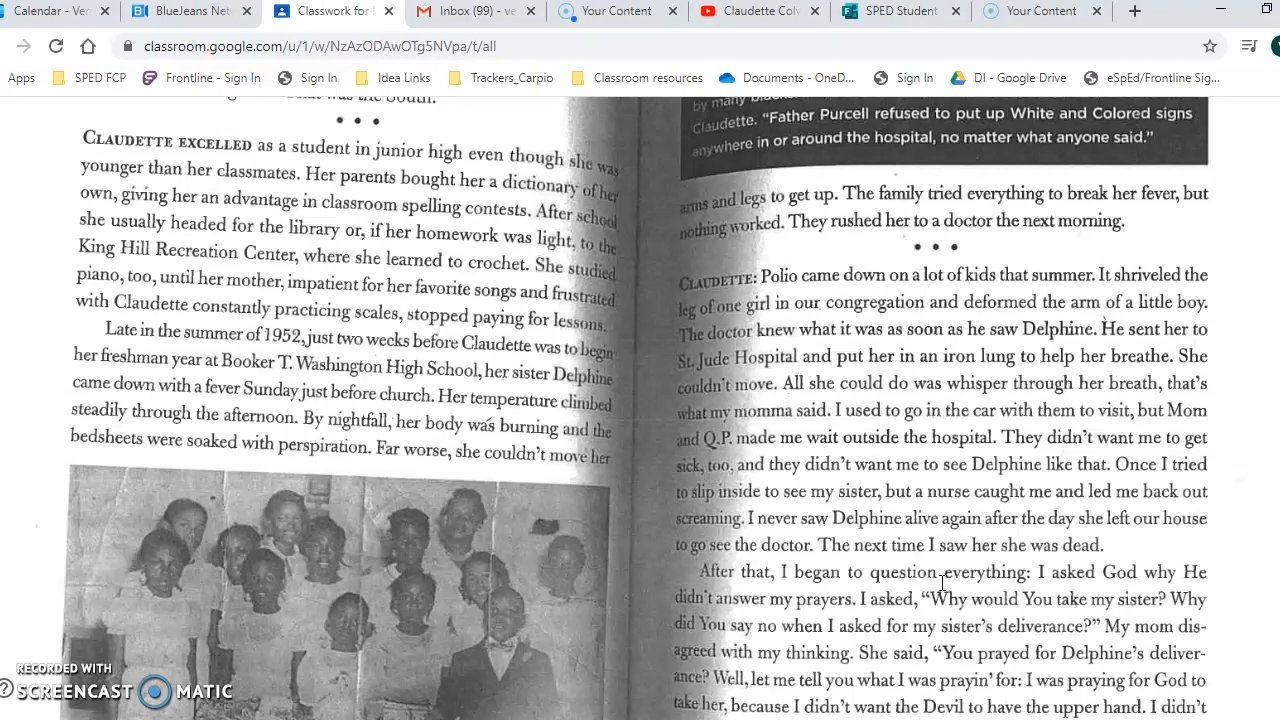 Calendar - Ver
BlueJeans Net
Classwork for
Inbox (99) - ve
Your Content
Claudette Col
SPED Student
Your Content
classroom.google.com/u/1/w/NzAzODAwOTg5NVpa/t/all
Apps
SPED FCP
Frontline - Sign In
Sign In
Idea Links
Trackers_Carpio
Classroom resources
Documents - OneD...
Sign In
DI - Google Drive
eSpEd/Frontline Sig...
was the South.
• • •
CLAUDETTE EXCELLED as a student in junior high even though she was
younger than her classmates. Her parents bought her a dictionary of her
own, giving her an advantage in classroom spelling contests. After school
she usually headed for the library or, if her homework was light, to the
King Hill Recreation Center, where she learned to crochet. She studied
piano, too, until her mother, impatient for her favorite songs and frustrated
with Claudette constantly practicing scales, stopped paying for lessons.
Late in the summer of 1952, just two weeks before Claudette was to begin
her freshman year at Booker T. Washington High School, her sister Delphine
came down with a fever Sunday just before church. Her temperature climbed
steadily through the afternoon. By nightfall, her body was burning and the
bedsheets were soaked with perspiration. Far worse, she couldn't move her
by many
Claudette. “Father Purcell refused to put up White and Colored signs
anywhere in or around the hospital, no matter what anyone said.”
arms and legs to get up. The family tried everything to break her fever, but
nothing worked. They rushed her to a doctor the next morning.
• • •
CLAUDETTE: Polio came down on a lot of kids that summer. It shriveled the
leg of one girl in our congregation and deformed the arm of a little boy.
The doctor knew what it was as soon as he saw Delphine. He sent her to
St. Jude Hospital and put her in an iron lung to help her breathe. She
couldn't move. All she could do was whisper through her breath, that's
what my momma said. I used to go in the car with them to visit, but Mom
and Q.P. made me wait outside the hospital. They didn't want me to get
sick, too, and they didn't want me to see Delphine like that. Once I tried
to slip inside to see my sister, but a nurse caught me and led me back out
screaming. I never saw Delphine alive again after the day she left our house
to go see the doctor. The next time I saw her she was dead.
After that, I began to question everything: I asked God why He
didn't answer my prayers. I asked, “Why would You take my sister? Why
did You say no when I asked for my sister's deliverance?” My mom dis-
agreed with my thinking. She said, “You prayed for Delphine's deliver-
ance? Well, let me tell you what I was prayin' for: I was praying for God to
take her, because I didn't want the Devil to have the upper hand. I didn't
RECORDED WITH
SCREENCAST MATIC